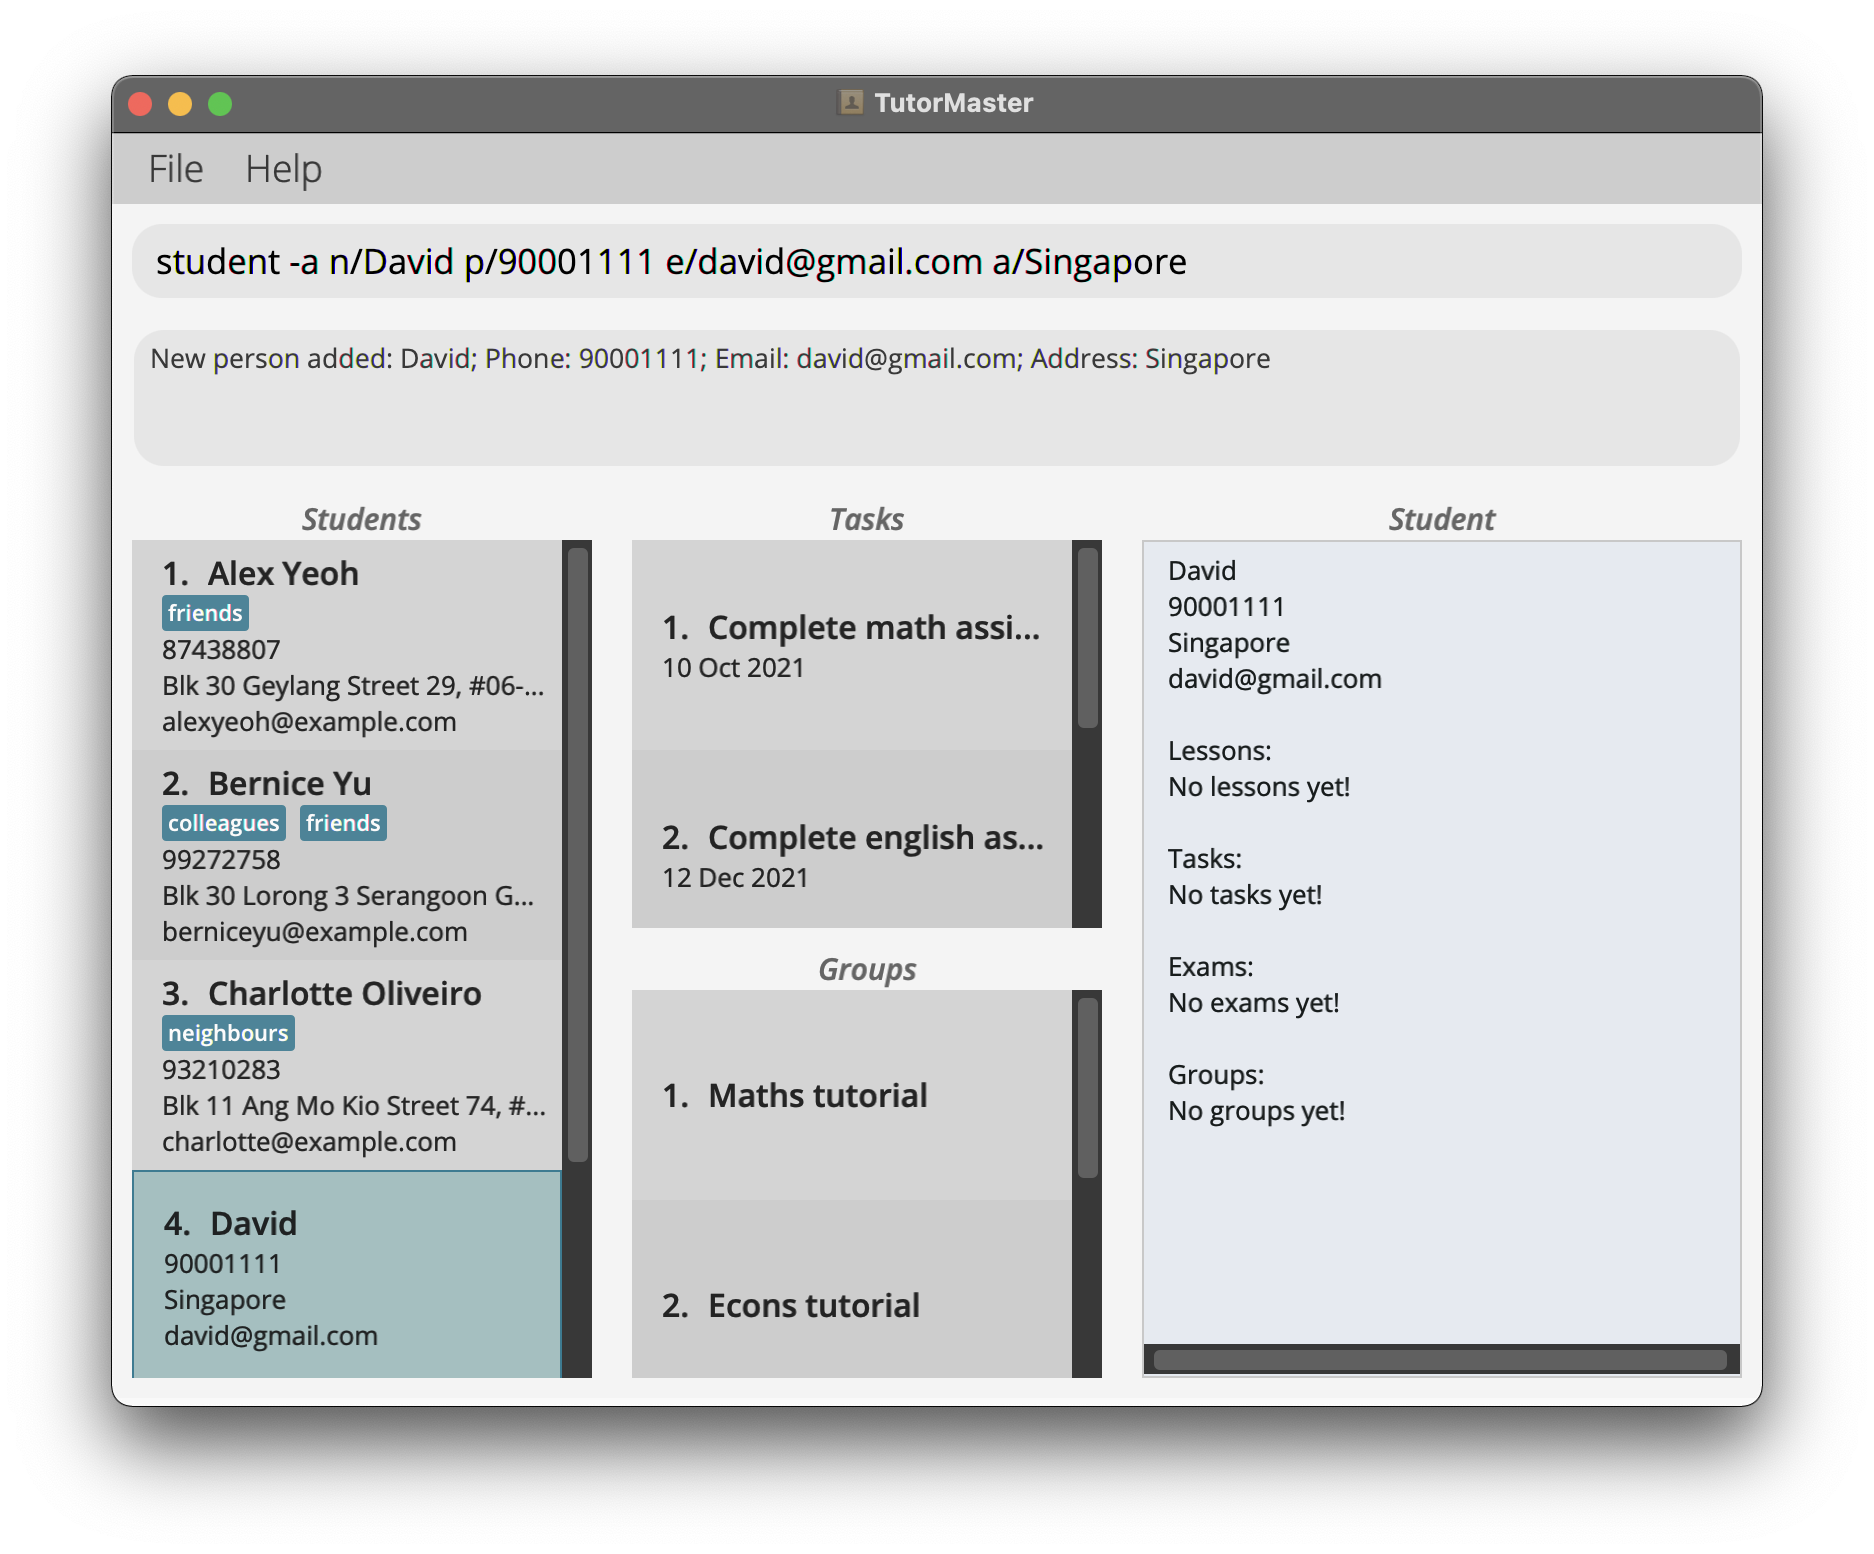 TutorMaster
File Help
student -a n/David p/90001111 e/david@gmail.com a/Singapore
New person added: David; Phone: 90001111; Email: david@gmail.com; Address: Singapore
Students
1. Alex Yeoh
friends
87438807
Blk 30 Geylang Street 29, #06-...
alexyeoh@example.com
2. Bernice Yu
colleagues friends
99272758
Blk 30 Lorong 3 Serangoon G...
berniceyu@example.com
3. Charlotte Oliveiro
neighbours
93210283
Blk 11 Ang Mo Kio Street 74, #...
charlotte@example.com
4. David
90001111
Singapore
david@gmail.com
Tasks
1. Complete math assi...
10 Oct 2021
2. Complete english as...
12 Dec 2021
Groups
1. Maths tutorial
2. Econs tutorial
Student
David
90001111
Singapore
david@gmail.com
Lessons:
No lessons yet!
Tasks:
No tasks yet!
Exams:
No exams yet!
Groups:
No groups yet!